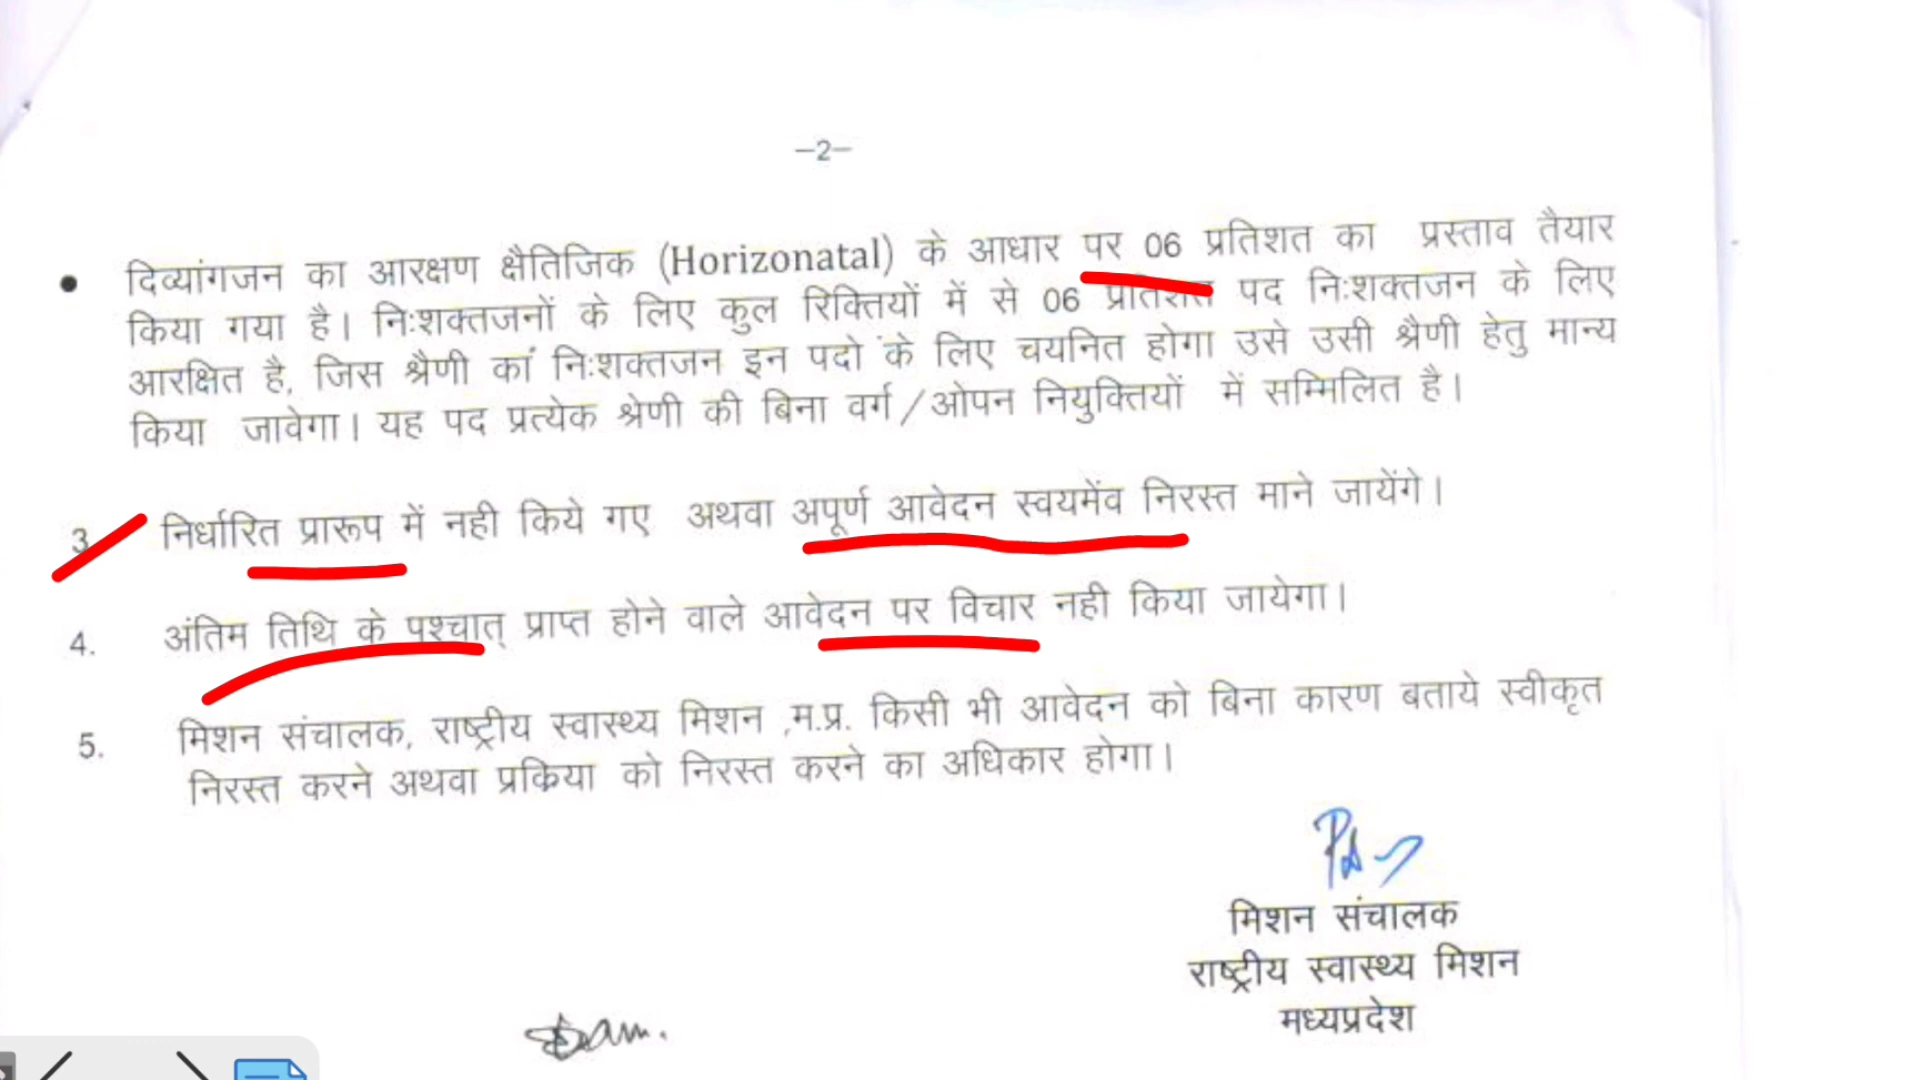 –2–
• दिव्यांगजन का आरक्षण क्षैतिजिक (Horizonatal) के आधार पर 06 प्रतिशत का प्रस्ताव तैयार
किया गया है। निःशक्तजनों के लिए कुल रिक्तियों में से 06 प्रतिशत पद निःशक्तजन के लिए
आरक्षित है, जिस श्रैणी कां निःशक्तजन इन पदो के लिए चयनित होगा उसे उसी श्रैणी हेतु मान्य
किया जावेगा। यह पद प्रत्येक श्रेणी की बिना वर्ग/ओपन नियुक्तियों में सम्मिलित है।
3. निर्धारित प्रारूप में नही किये गए अथवा अपूर्ण आवेदन स्वयमेंव निरस्त माने जायेंगे।
4. अंतिम तिथि के पश्चात् प्राप्त होने वाले आवेदन पर विचार नही किया जायेगा।
5. मिशन संचालक, राष्ट्रीय स्वास्थ्य मिशन ,म.प्र. किसी भी आवेदन को बिना कारण बताये स्वीकृत
निरस्त करने अथवा प्रकिया को निरस्त करने का अधिकार होगा।
मिशन संचालक
राष्ट्रीय स्वास्थ्य मिशन
मध्यप्रदेश